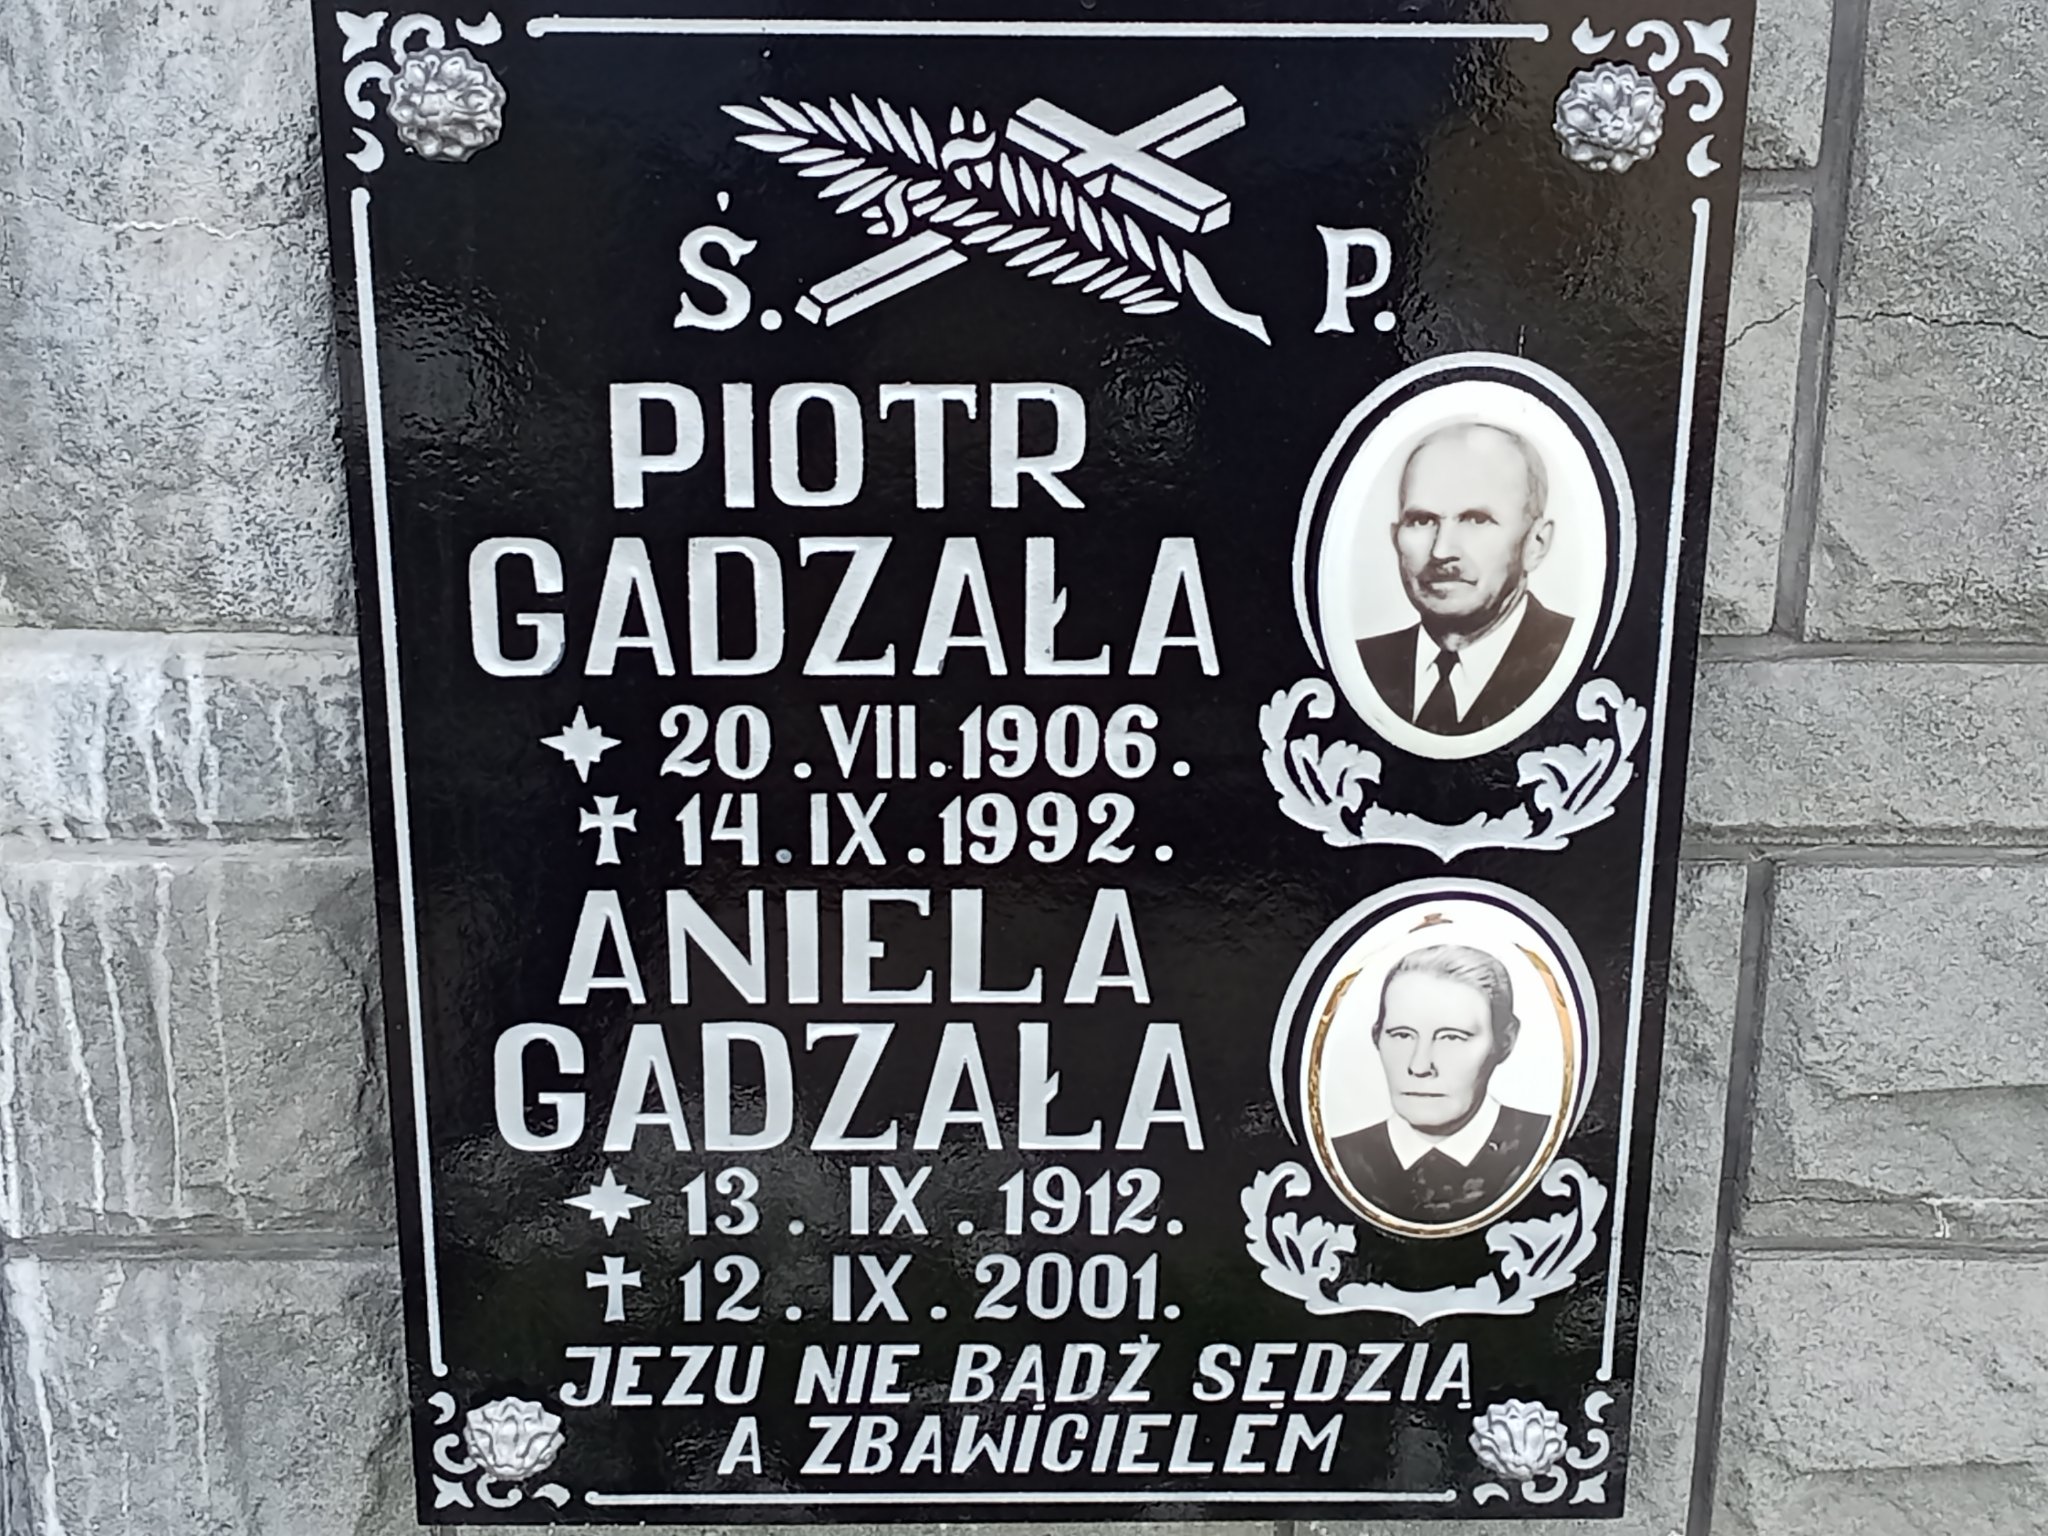 Ś. P.
PIOTR
GADZAŁA
20.VII.1906.
14.IX.1992.
ANIELA
GADZAŁA
13.IX.1912.
12.IX.2001.
JEZU NIE BĄDŻ SĘDZIĄ
A ZBAWICIELEM